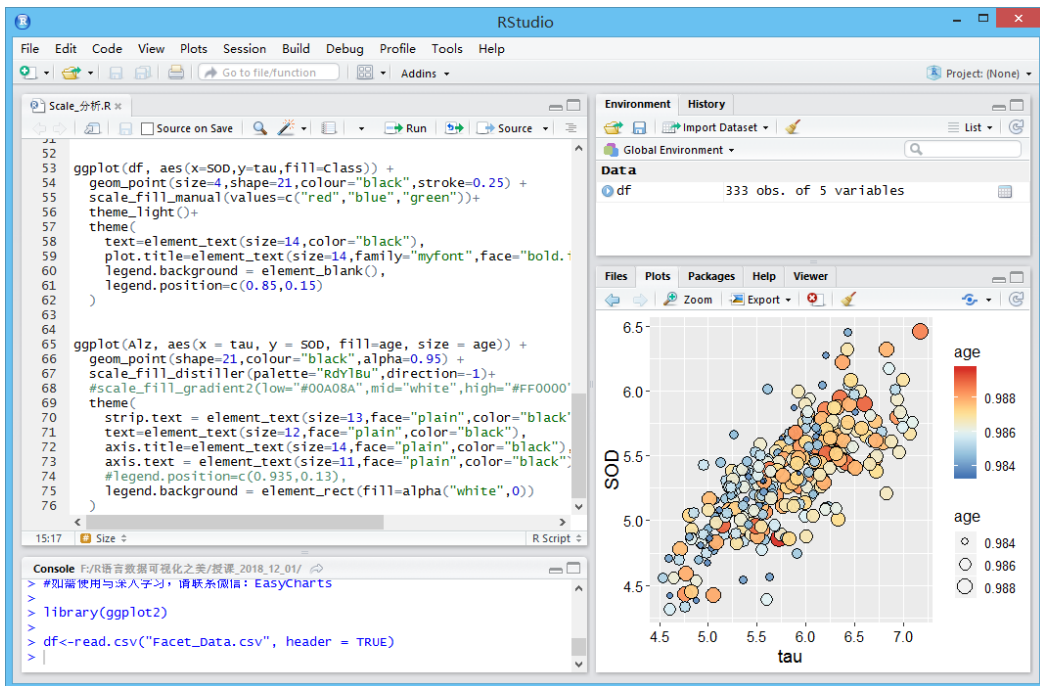 RStudio
File Edit Code View Plots Session Build Debug Profile Tools Help
Go to file/function
Addins
Project: (None)
Scale_分析.R
Source on Save
Run
Source
52
53 ggplot(df, aes(x=SOD,y=tau,fill=Class)) +
54 geom_point(size=4,shape=21,colour="black",stroke=0.25) +
55 scale_fill_manual(values=c("red","blue","green"))+
56 theme_light()+
57 theme(
58 text=element_text(size=14,color="black"),
59 plot.title=element_text(size=14,family="myfont",face="bold.
60 legend.background = element_blank(),
61 legend.position=c(0.85,0.15)
62 )
63
64
65 ggplot(Alz, aes(x = tau, y = SOD, fill=age, size = age)) +
66 geom_point(shape=21,colour="black",alpha=0.95) +
67 scale_fill_distiller(palette="RdYlBu",direction=-1)+
68 #scale_fill_gradient2(low="#00A08A",mid="white",high="#FF0000"
69 theme(
70 strip.text = element_text(size=13,face="plain",color="black"
71 text=element_text(size=12,face="plain",color="black"),
72 axis.title=element_text(size=14,face="plain",color="black"),
73 axis.text = element_text(size=11,face="plain",color="black")
74 #legend.position=c(0.935,0.13),
75 legend.background = element_rect(fill=alpha("white",0))
76 )
15:17 Size R Script
Console F:/R语言数据可视化之美/授课_2018_12_01/
> #如需使用与深入学习，请联系微信：EasyCharts
>
> library(ggplot2)
>
> df<-read.csv("Facet_Data.csv", header = TRUE)
>
Environment History
Import Dataset
List
Global Environment
Data
df 333 obs. of 5 variables
Files Plots Packages Help Viewer
Zoom Export
6.5
6.0
5.5
5.0
4.5
SOD
4.5 5.0 5.5 6.0 6.5 7.0
tau
age
0.988
0.986
0.984
age
0.984
0.986
0.988